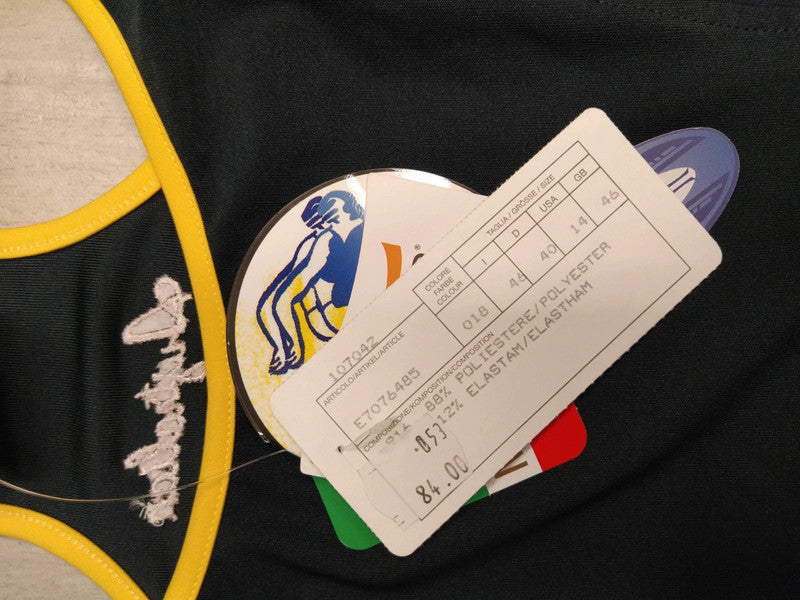 107042
ARTICOLO/ARTIKEL/ARTICLE
E7076485
COLORE
FARBE
COLOUR
018
TAGLIA / GRÖSSE / SIZE
I
D
USA
GB
46
40
14
46
COMPOSIZIONE/KOMPOSITION/COMPOSITION
88% POLIESTERE/POLYESTER
12% ELASTAM/ELASTHAM
.053
84.00
®